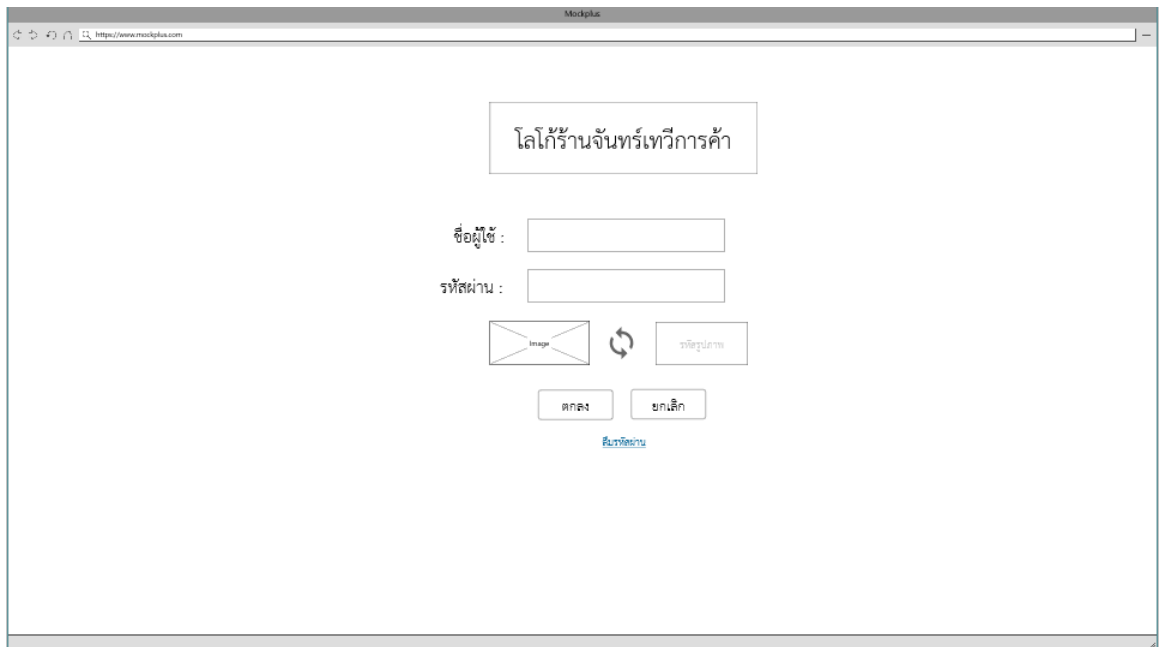 Mockplus
https://www.mockplus.com
โลโก้ร้านจันทร์เทวีการค้า
ชื่อผู้ใช้ :
รหัสผ่าน :
Image รหัสรูปภาพ
ตกลง ยกเลิก
ลืมรหัสผ่าน